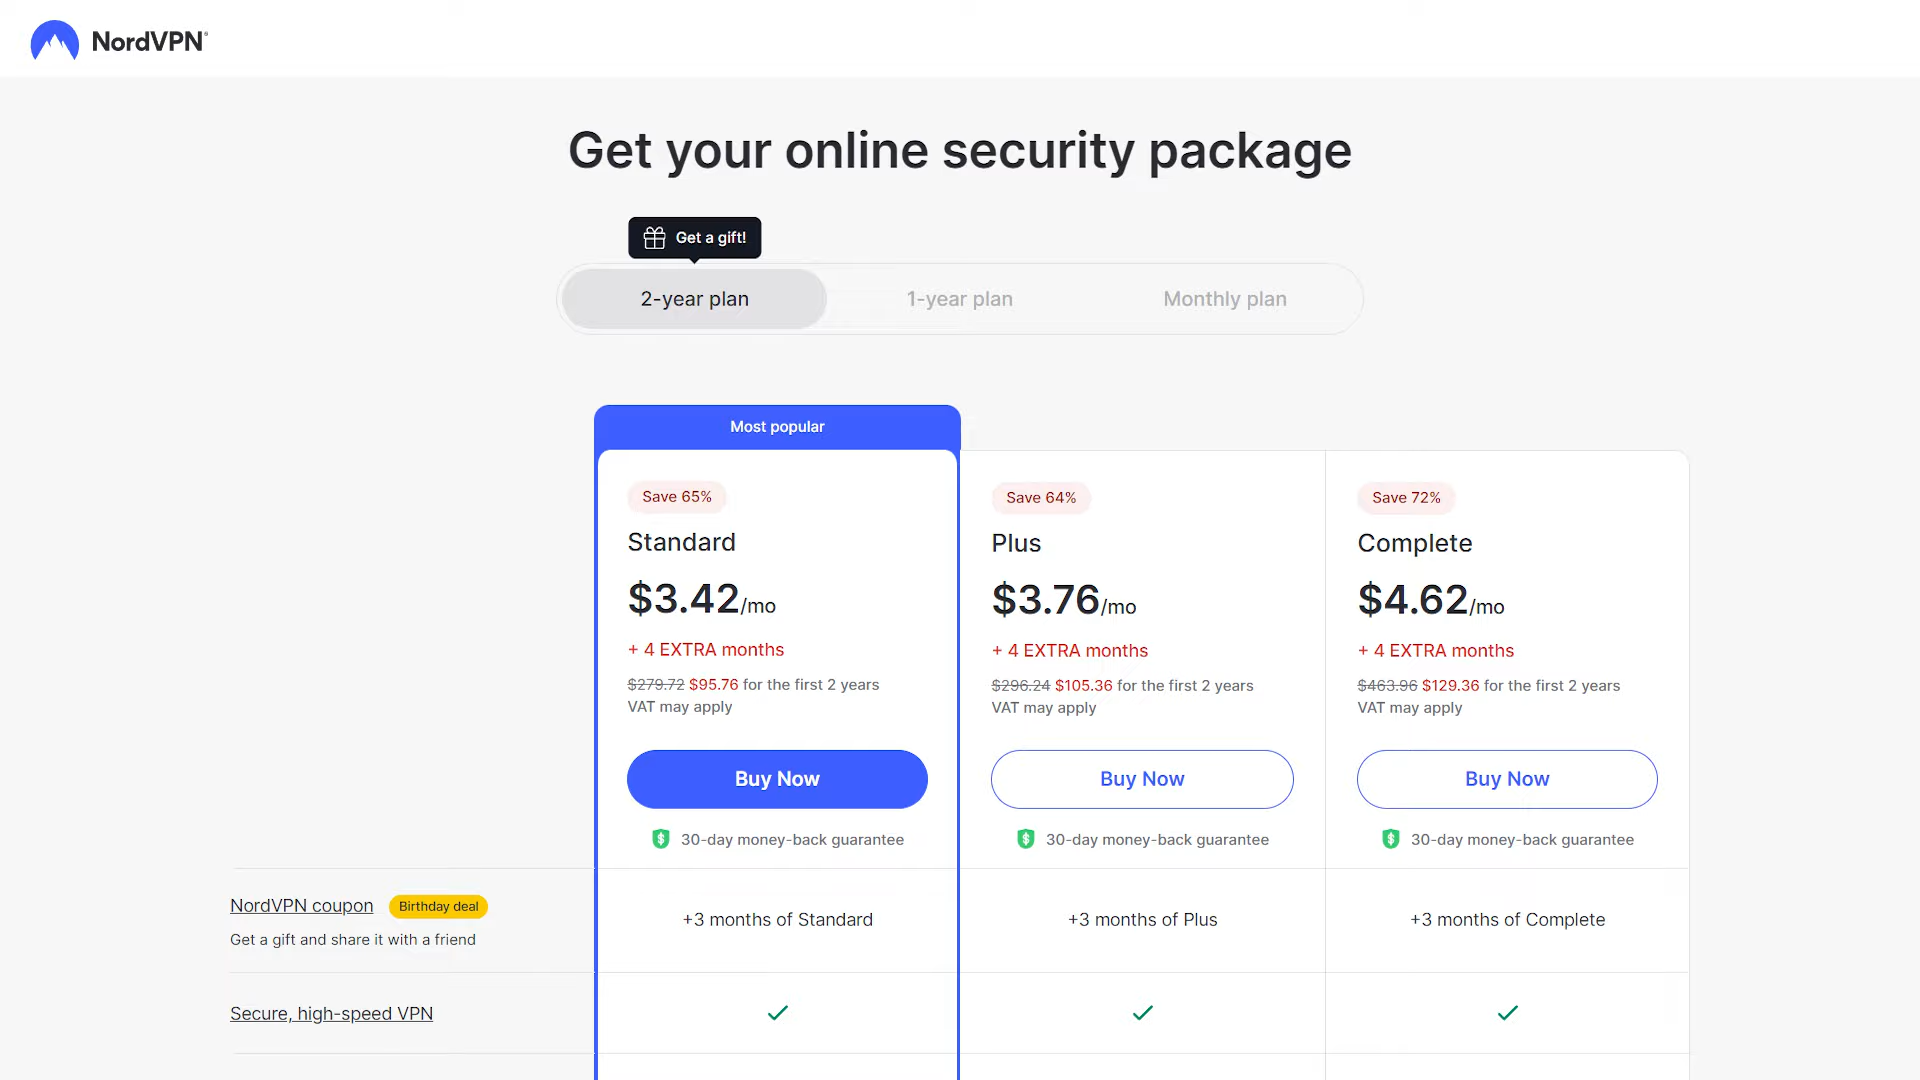 NordVPN®
Get your online security package
Get a gift!
2-year plan
1-year plan
Monthly plan
Most popular
Save 65%
Standard
$3.42/mo
+ 4 EXTRA months
$279.72 $95.76 for the first 2 years
VAT may apply
Buy Now
30-day money-back guarantee
Save 64%
Plus
$3.76/mo
+ 4 EXTRA months
$296.24 $105.36 for the first 2 years
VAT may apply
Buy Now
30-day money-back guarantee
Save 72%
Complete
$4.62/mo
+ 4 EXTRA months
$463.96 $129.36 for the first 2 years
VAT may apply
Buy Now
30-day money-back guarantee
NordVPN coupon Birthday deal
Get a gift and share it with a friend
+3 months of Standard
+3 months of Plus
+3 months of Complete
Secure, high-speed VPN